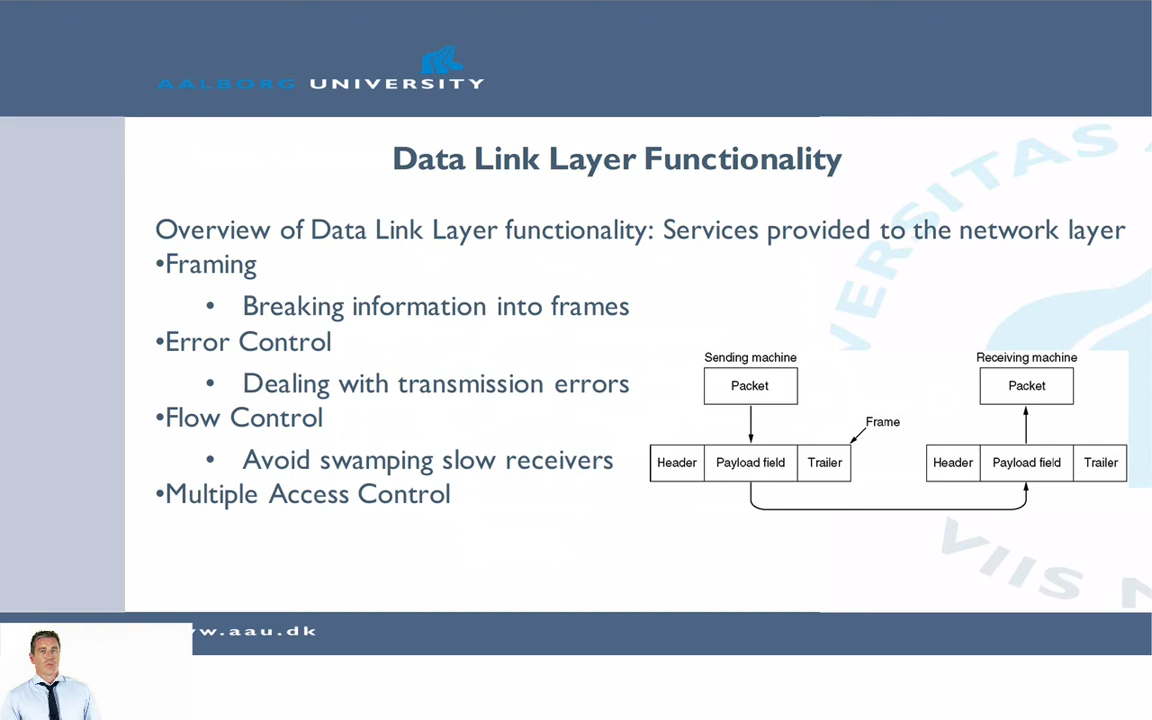 AALBORG UNIVERSITY
Data Link Layer Functionality
Overview of Data Link Layer functionality: Services provided to the network layer
•Framing
• Breaking information into frames
•Error Control
• Dealing with transmission errors
•Flow Control
• Avoid swamping slow receivers
•Multiple Access Control
Sending machine
Packet
Frame
Header Payload field Trailer
Receiving machine
Packet
Header Payload field Trailer
VERSITAS
VIIS N
w.aau.dk